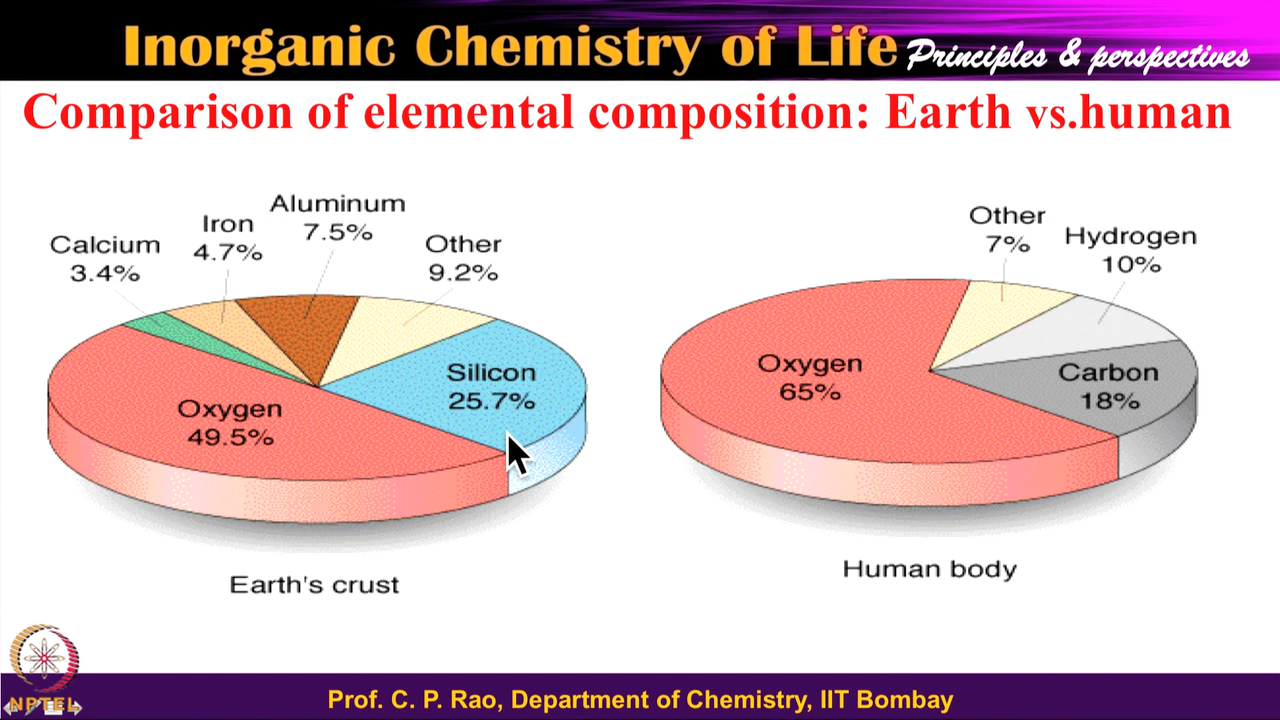 Inorganic Chemistry of Life Principles & perspectives
Comparison of elemental composition: Earth vs.human
Calcium
3.4%
Iron
4.7%
Aluminum
7.5%
Other
9.2%
Silicon
25.7%
Oxygen
49.5%
Earth's crust
Other
7%
Hydrogen
10%
Oxygen
65%
Carbon
18%
Human body
NPTEL
Prof. C. P. Rao, Department of Chemistry, IIT Bombay